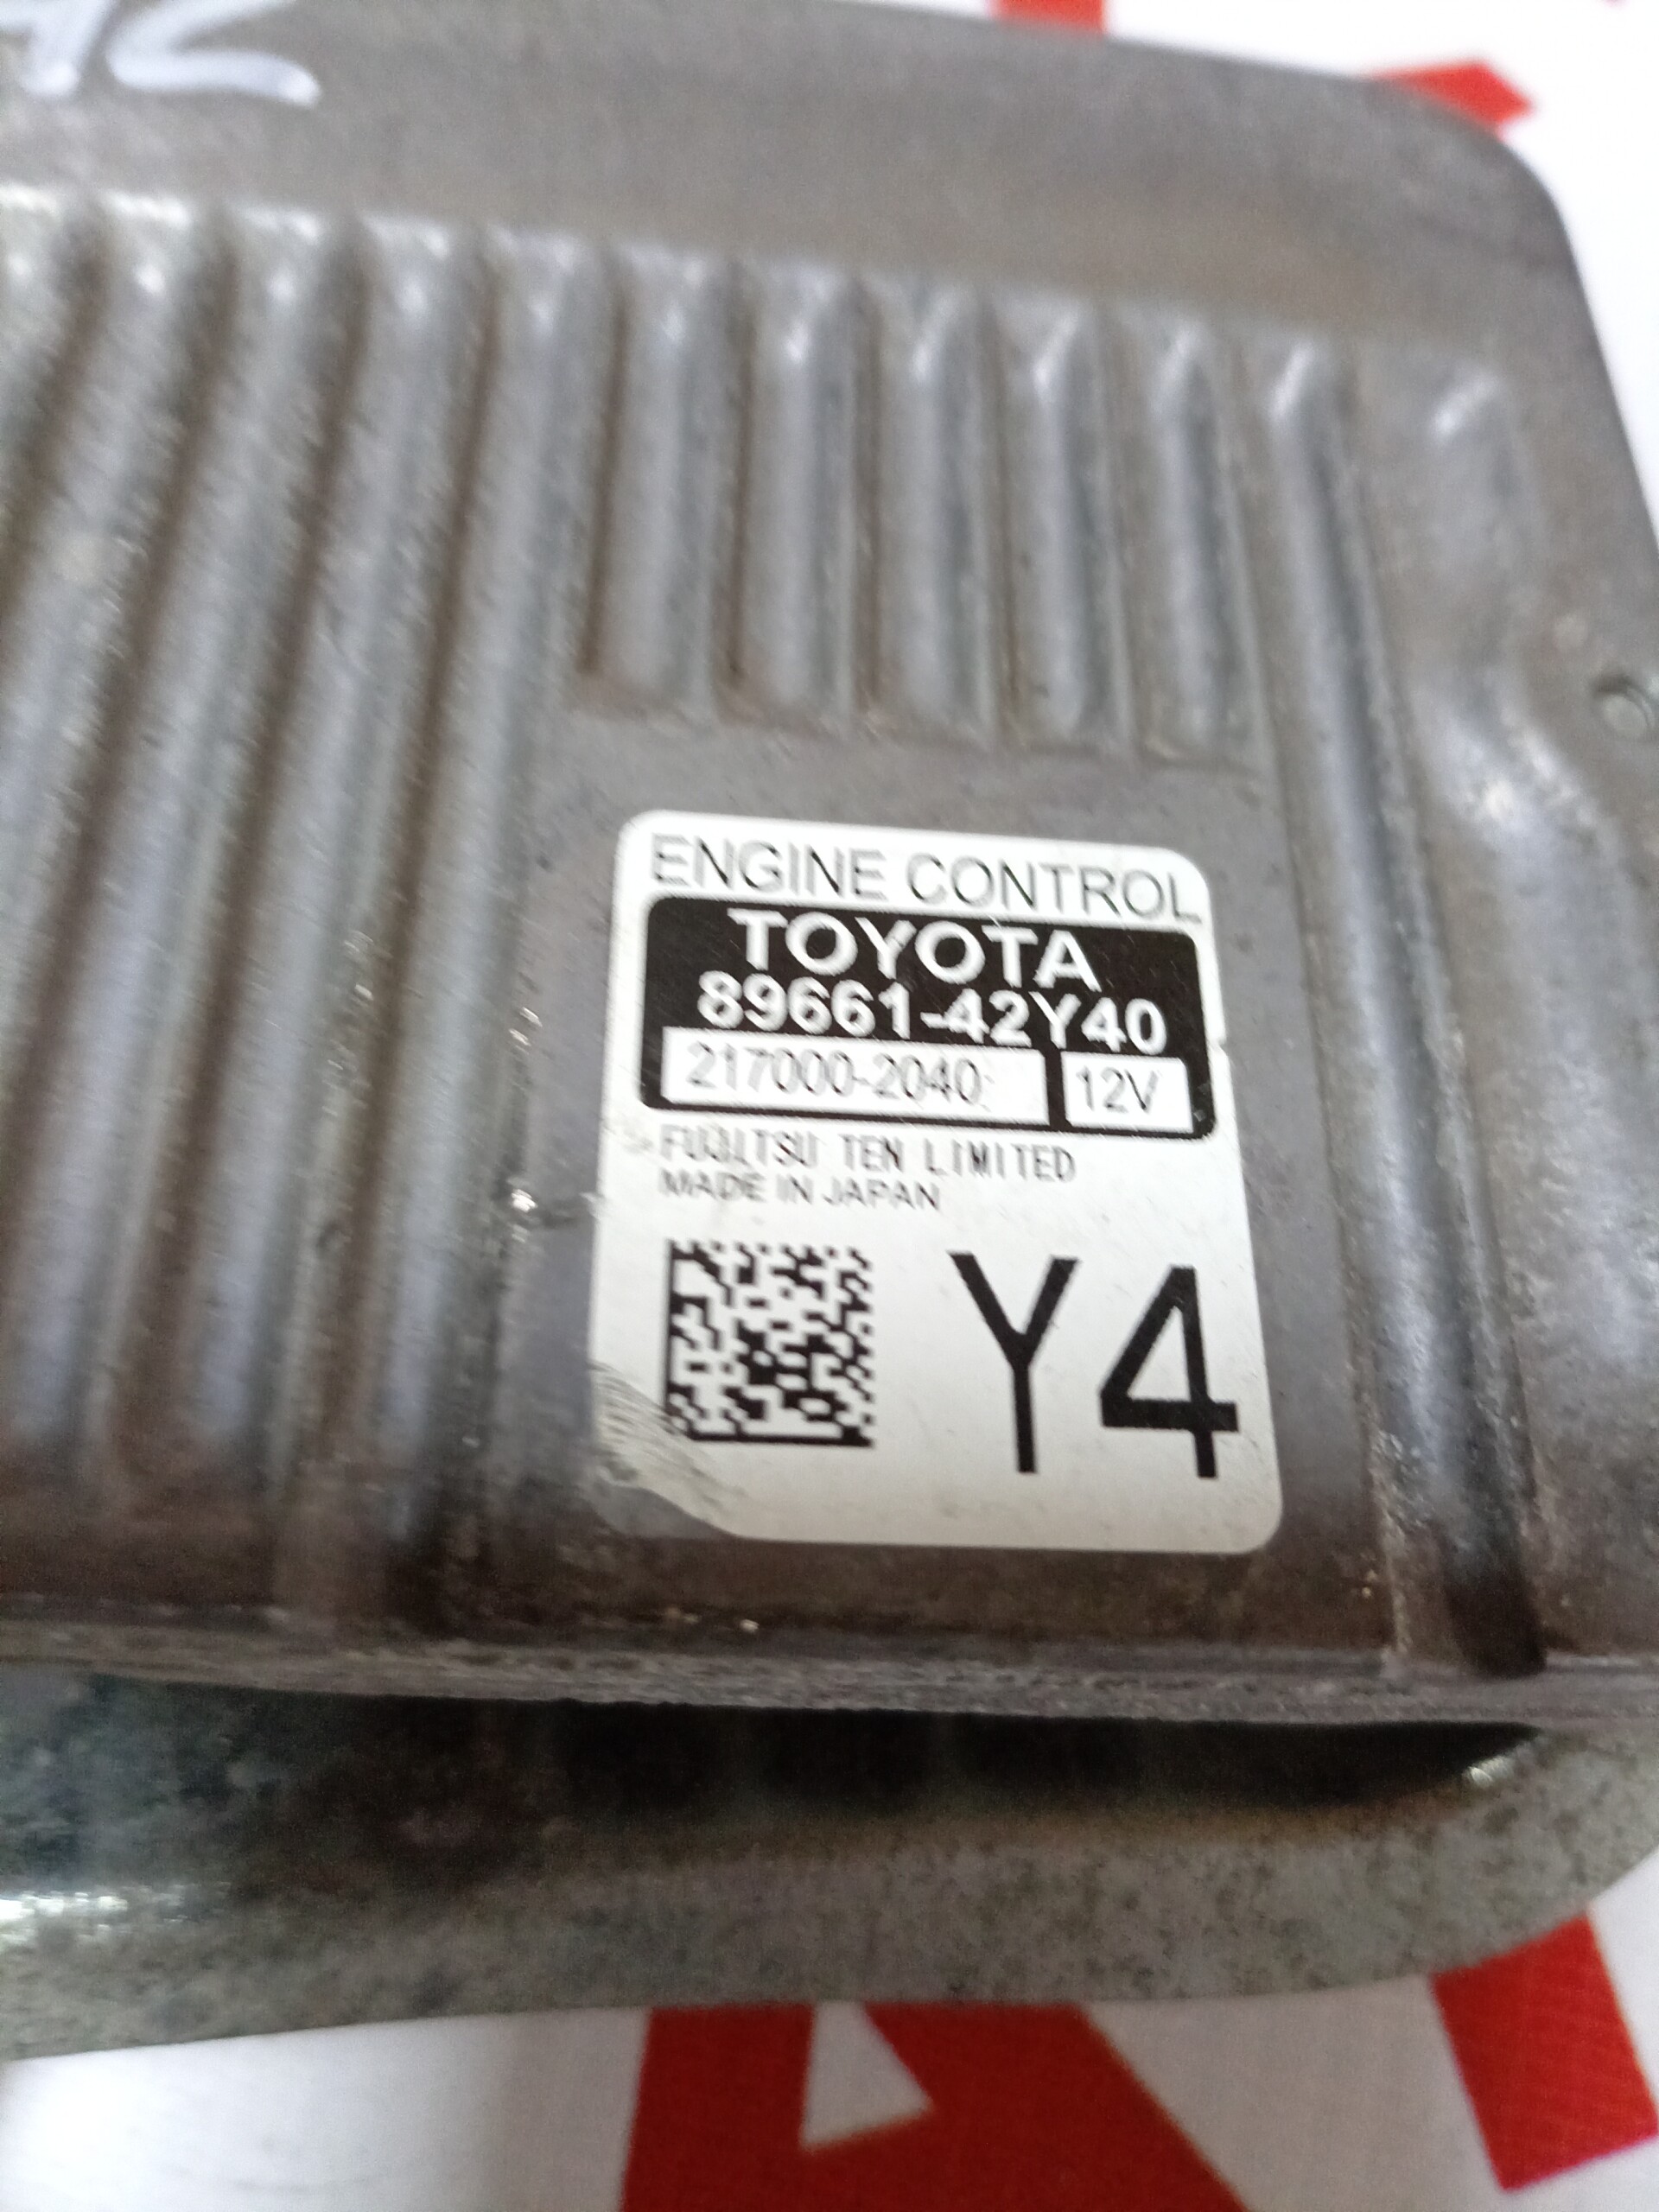 ENGINE CONTROL
TOYOTA
89661-42Y40
217000-2040 12V
FUJITSU TEN LIMITED
MADE IN JAPAN
Y4